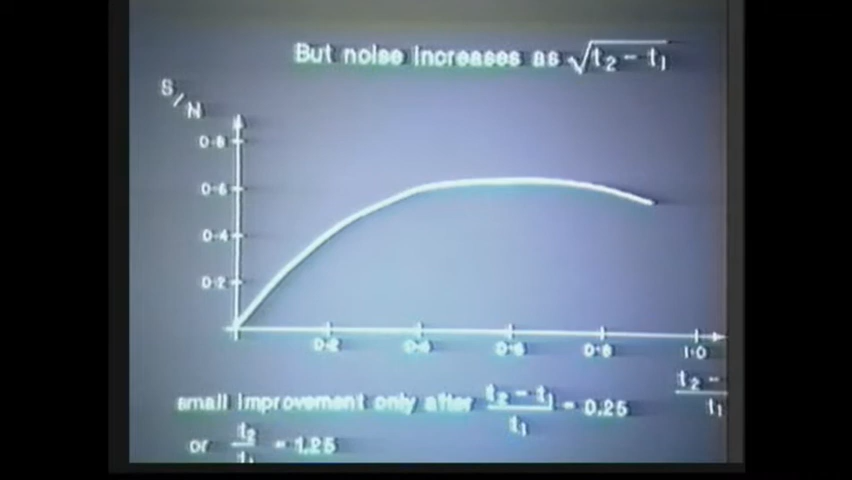 But noise increases as √t₂ - t₁
S/N
0·8
0·6
0·4
0·2
0·2 0·4 0·6 0·8 1·0
t₂ -
t₁
small improvement only after t₂ - t₁ / t₁ = 0.25
or t₂ / t₁ = 1.25